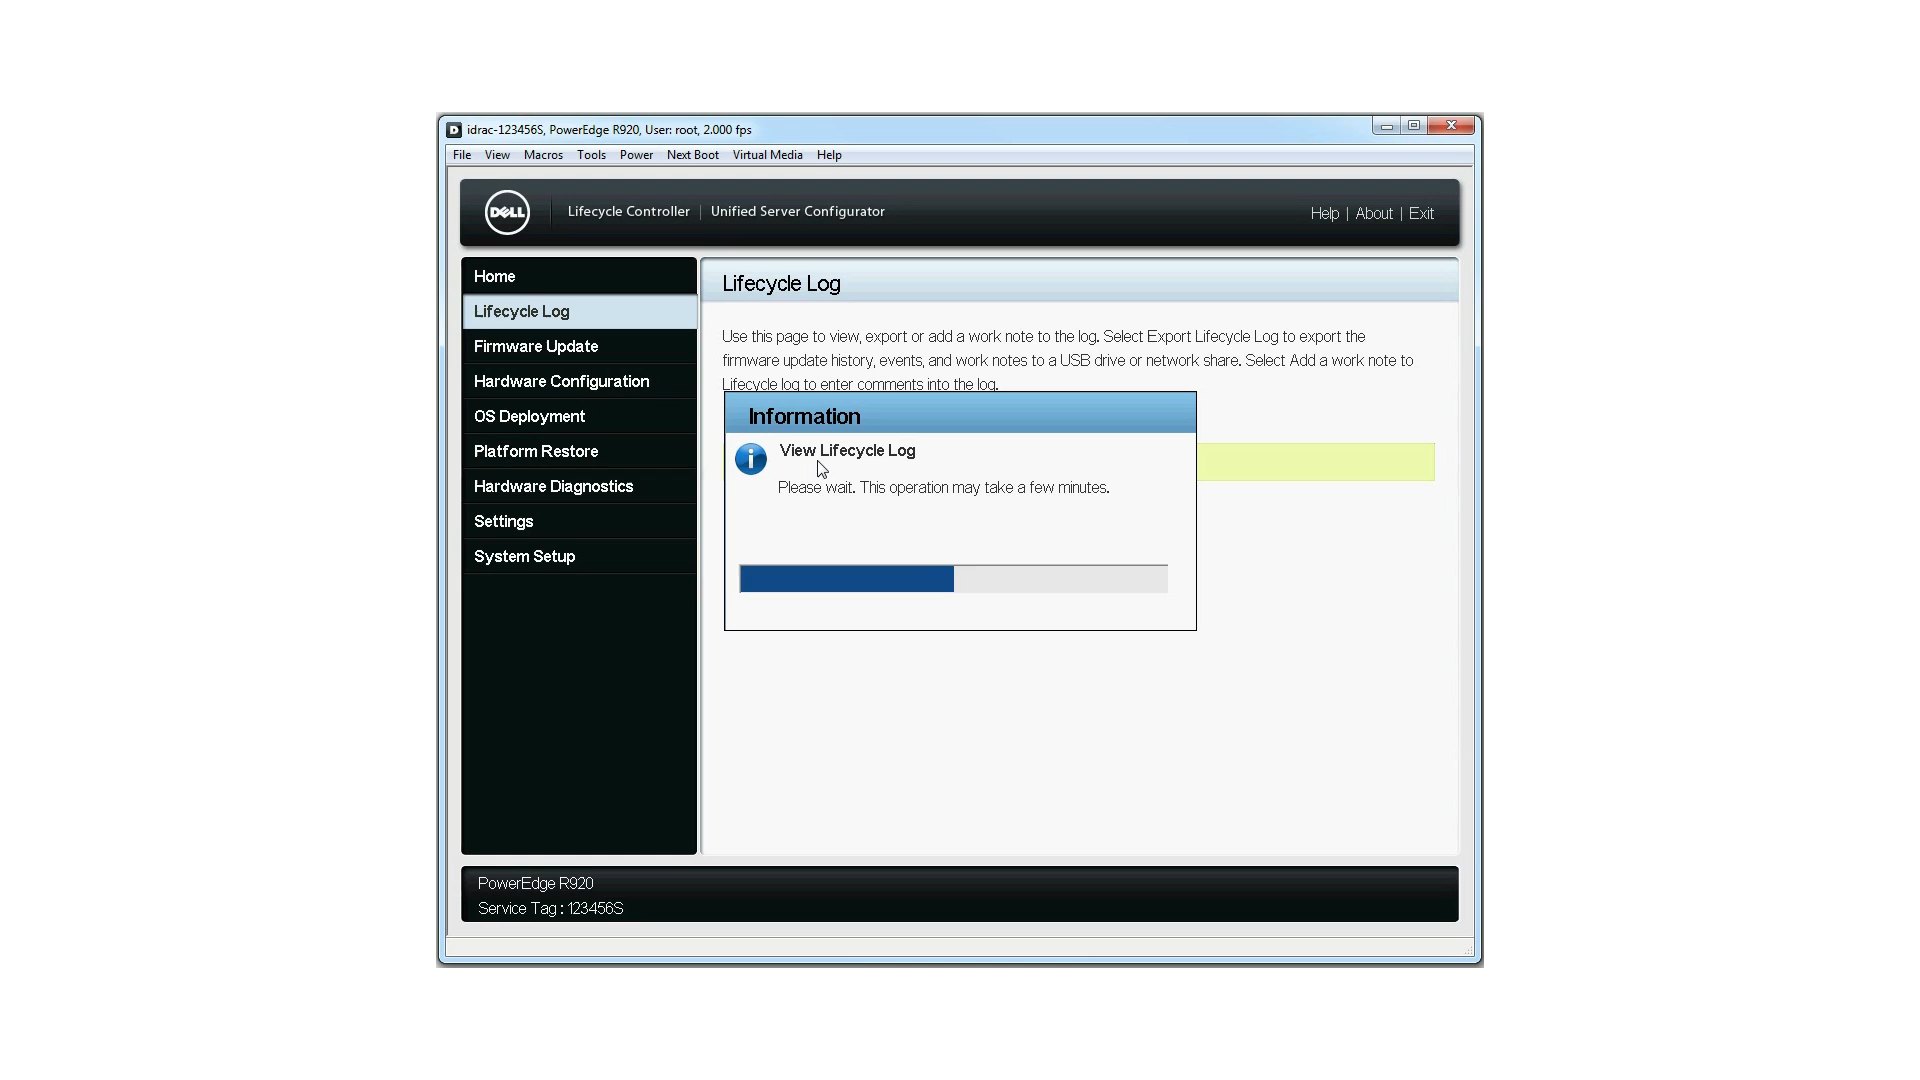 idrac-123456S, PowerEdge R920, User: root, 2.000 fps
File View Macros Tools Power Next Boot Virtual Media Help
DELL
Lifecycle Controller | Unified Server Configurator
Help | About | Exit
Home
Lifecycle Log
Firmware Update
Hardware Configuration
OS Deployment
Platform Restore
Hardware Diagnostics
Settings
System Setup
Lifecycle Log
Use this page to view, export or add a work note to the log. Select Export Lifecycle Log to export the
firmware update history, events, and work notes to a USB drive or network share. Select Add a work note to
Lifecycle log to enter comments into the log.
Information
View Lifecycle Log
Please wait. This operation may take a few minutes.
PowerEdge R920
Service Tag : 123456S